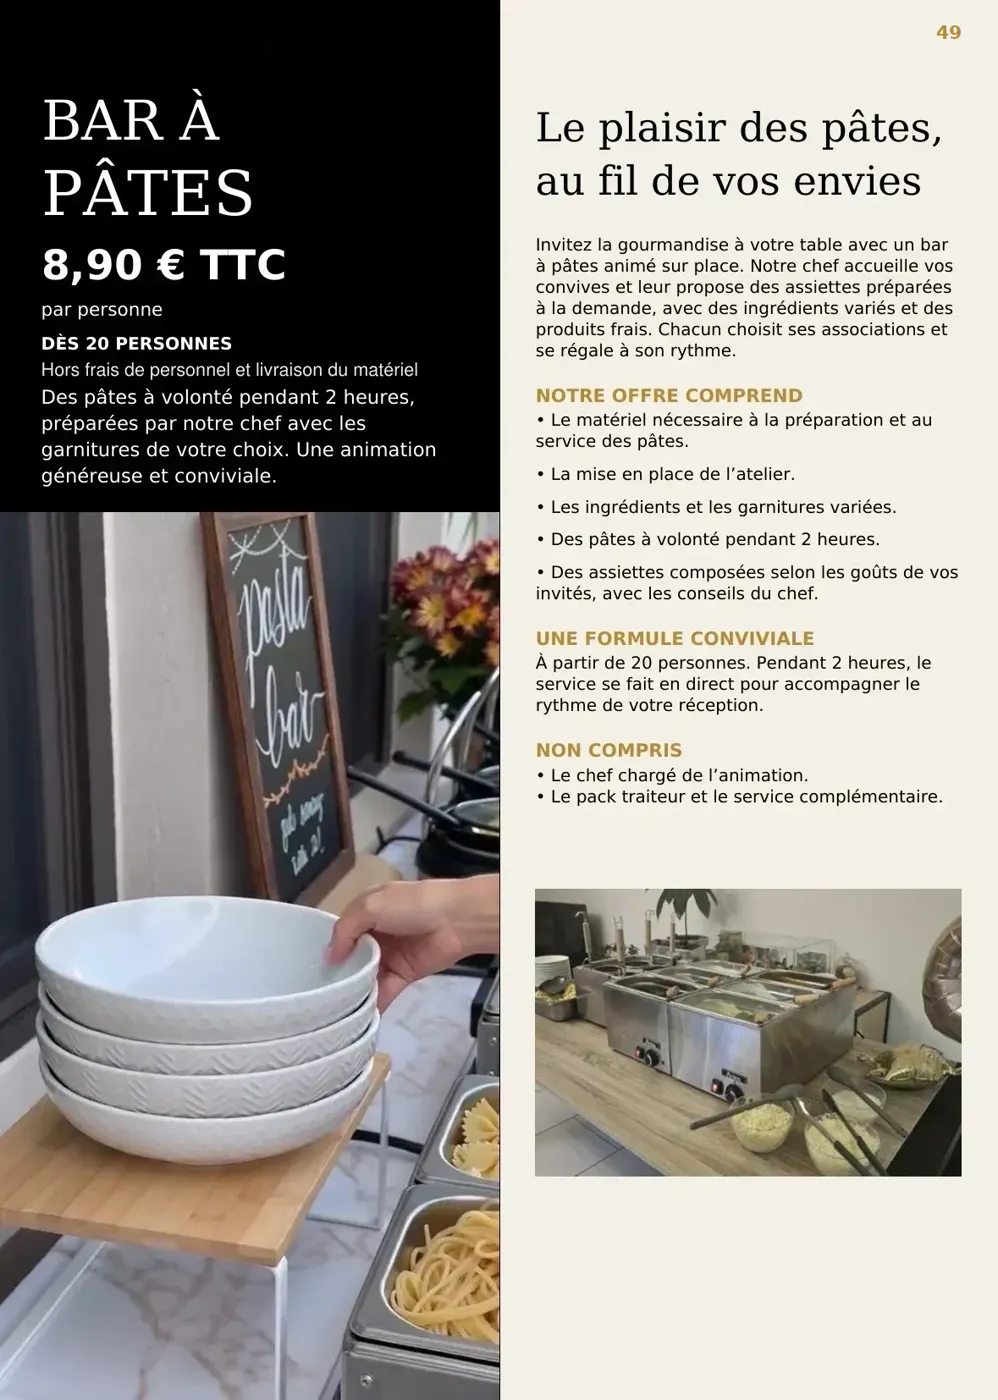 49
BAR À
PÂTES
8,90 € TTC
par personne
DÈS 20 PERSONNES
Hors frais de personnel et livraison du matériel
Des pâtes à volonté pendant 2 heures,
préparées par notre chef avec les
garnitures de votre choix. Une animation
généreuse et conviviale.
pasta
bar
Le plaisir des pâtes,
au fil de vos envies
Invitez la gourmandise à votre table avec un bar
à pâtes animé sur place. Notre chef accueille vos
convives et leur propose des assiettes préparées
à la demande, avec des ingrédients variés et des
produits frais. Chacun choisit ses associations et
se régale à son rythme.
NOTRE OFFRE COMPREND
• Le matériel nécessaire à la préparation et au
service des pâtes.
• La mise en place de l’atelier.
• Les ingrédients et les garnitures variées.
• Des pâtes à volonté pendant 2 heures.
• Des assiettes composées selon les goûts de vos
invités, avec les conseils du chef.
UNE FORMULE CONVIVIALE
À partir de 20 personnes. Pendant 2 heures, le
service se fait en direct pour accompagner le
rythme de votre réception.
NON COMPRIS
• Le chef chargé de l’animation.
• Le pack traiteur et le service complémentaire.